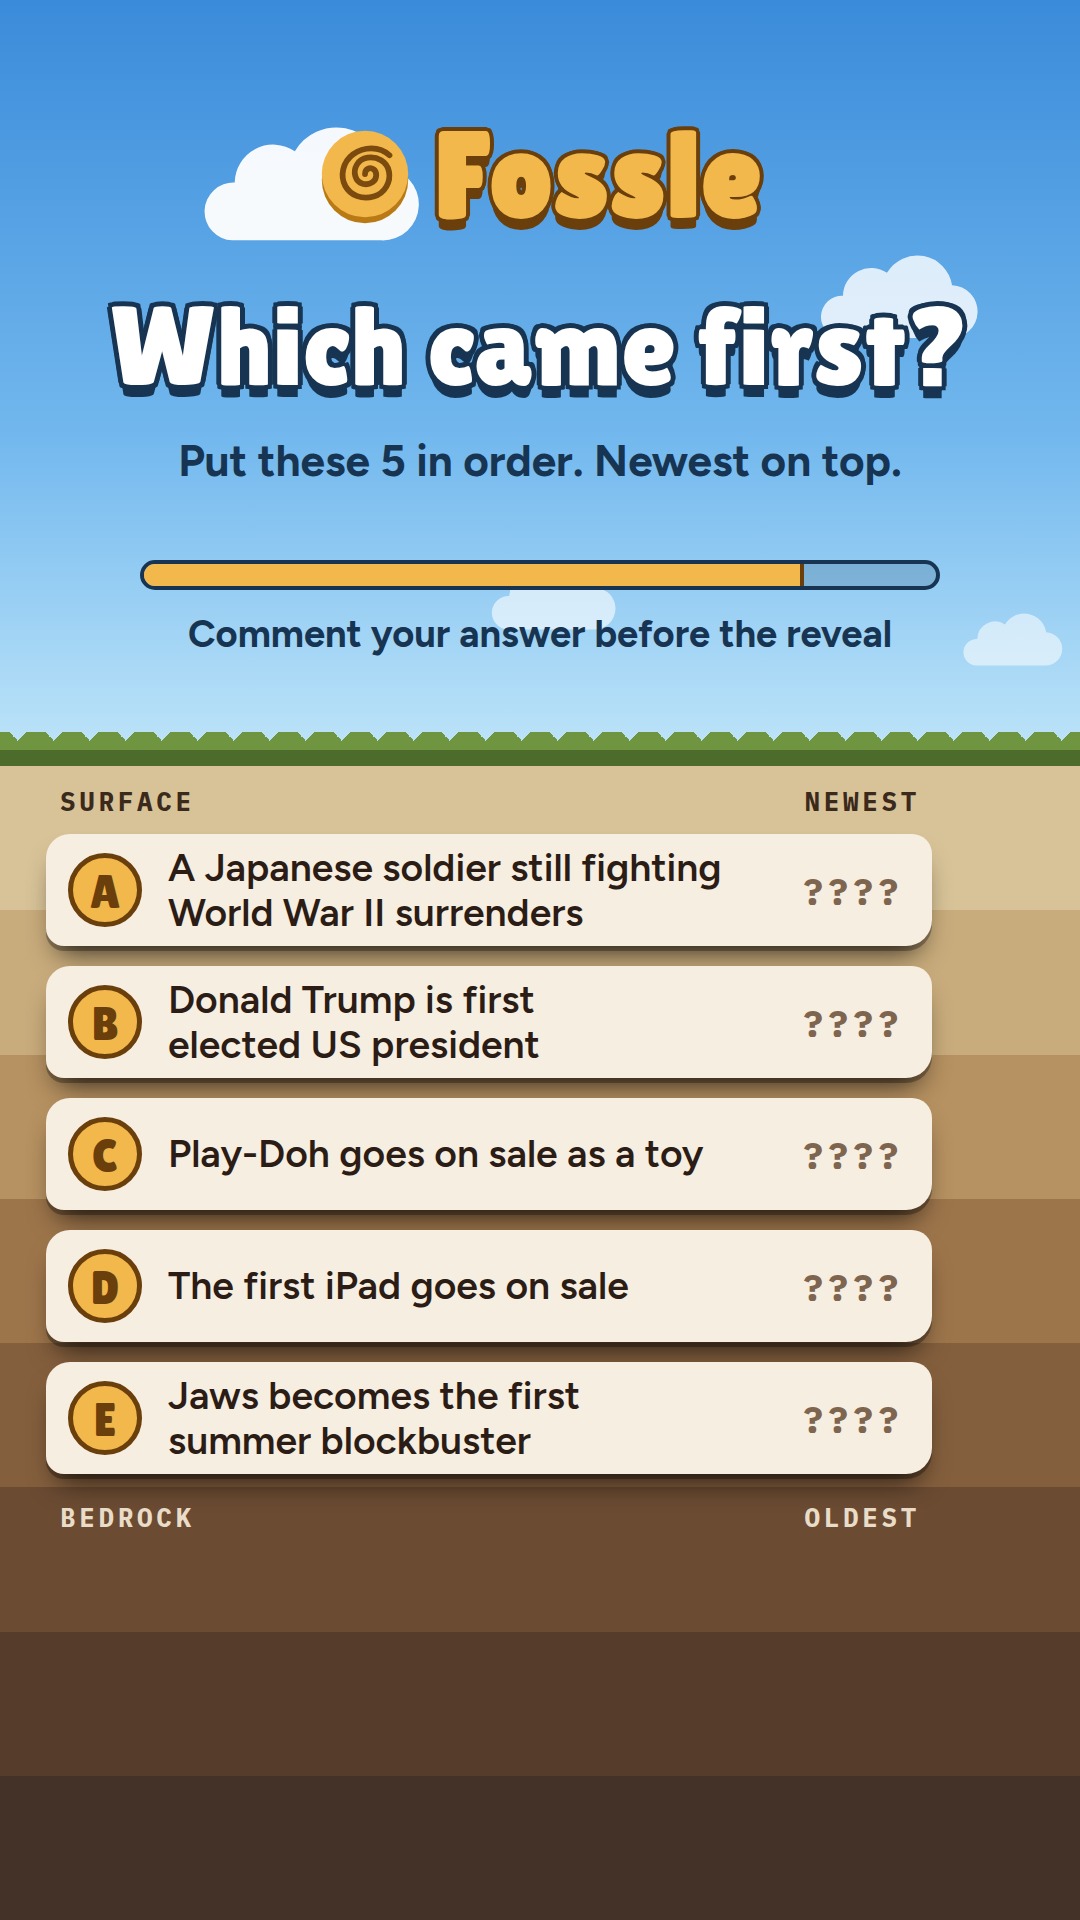 Fossle
Which came first?
Put these 5 in order. Newest on top.
Comment your answer before the reveal
SURFACE NEWEST
A A Japanese soldier still fighting
World War II surrenders ????
B Donald Trump is first
elected US president ????
C Play-Doh goes on sale as a toy ????
D The first iPad goes on sale ????
E Jaws becomes the first
summer blockbuster ????
BEDROCK OLDEST